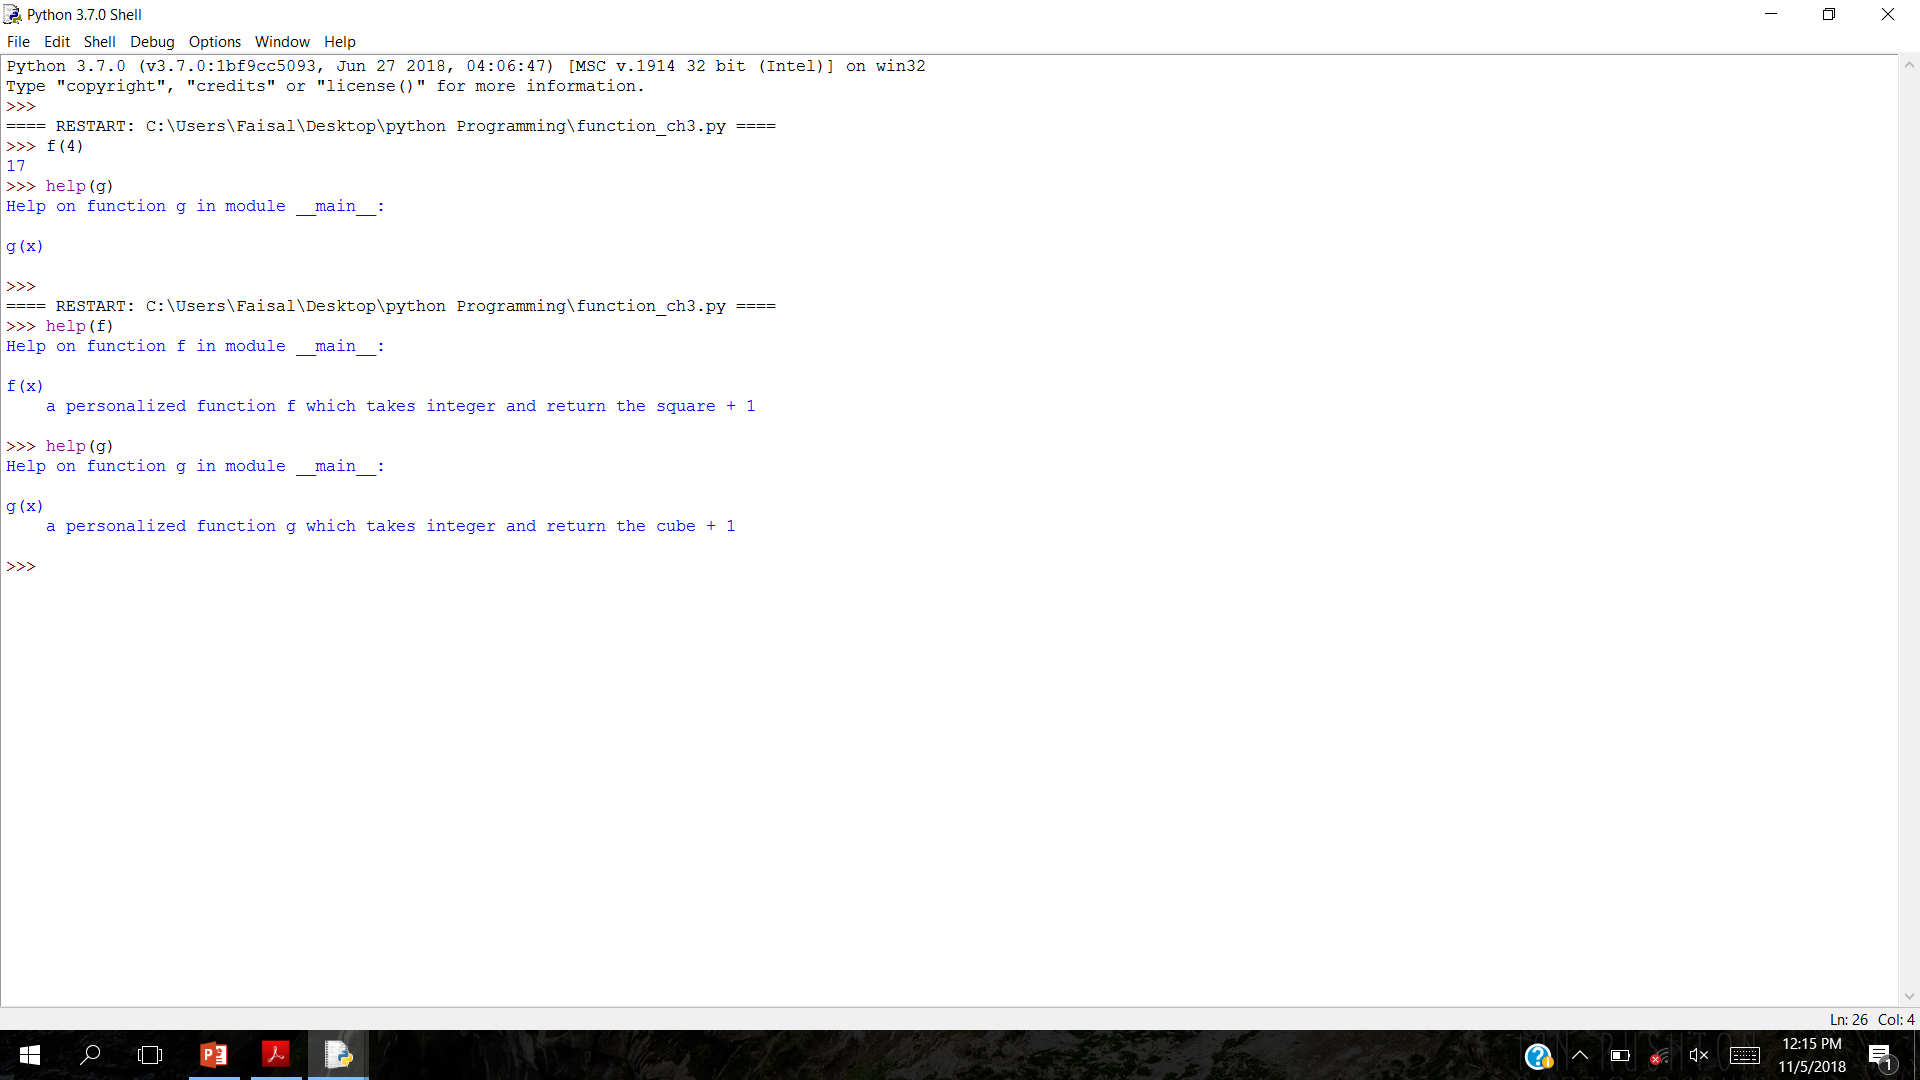 Python 3.7.0 Shell
File Edit Shell Debug Options Window Help
Python 3.7.0 (v3.7.0:1bf9cc5093, Jun 27 2018, 04:06:47) [MSC v.1914 32 bit (Intel)] on win32
Type "copyright", "credits" or "license()" for more information.
>>>
==== RESTART: C:\Users\Faisal\Desktop\python Programming\function_ch3.py ====
>>> f(4)
17
>>> help(g)
Help on function g in module __main__:
g(x)
>>>
==== RESTART: C:\Users\Faisal\Desktop\python Programming\function_ch3.py ====
>>> help(f)
Help on function f in module __main__:
f(x)
    a personalized function f which takes integer and return the square + 1
>>> help(g)
Help on function g in module __main__:
g(x)
    a personalized function g which takes integer and return the cube + 1
>>>
Ln: 26 Col: 4
12:15 PM
11/5/2018
1